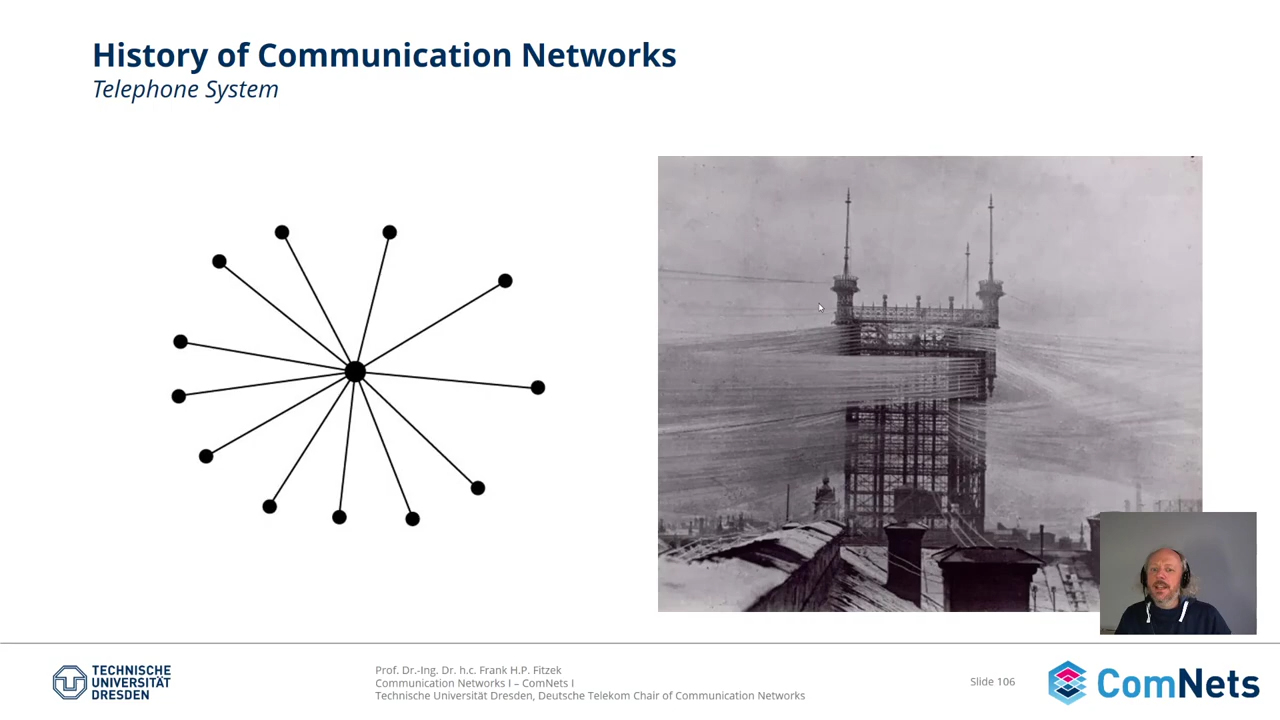 History of Communication Networks
Telephone System
TECHNISCHE
UNIVERSITÄT
DRESDEN
Prof. Dr.-Ing. Dr. h.c. Frank H.P. Fitzek
Communication Networks I – ComNets I
Technische Universität Dresden, Deutsche Telekom Chair of Communication Networks
Slide 106
ComNets